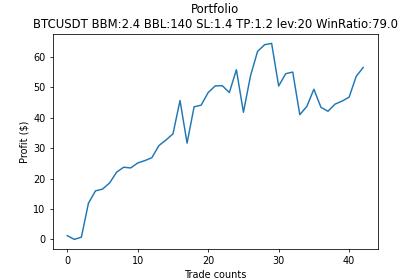 Portfolio
BTCUSDT BBM:2.4 BBL:140 SL:1.4 TP:1.2 lev:20 WinRatio:79.0
60
50
40
30
20
10
0
Profit ($)
0 10 20 30 40
Trade counts